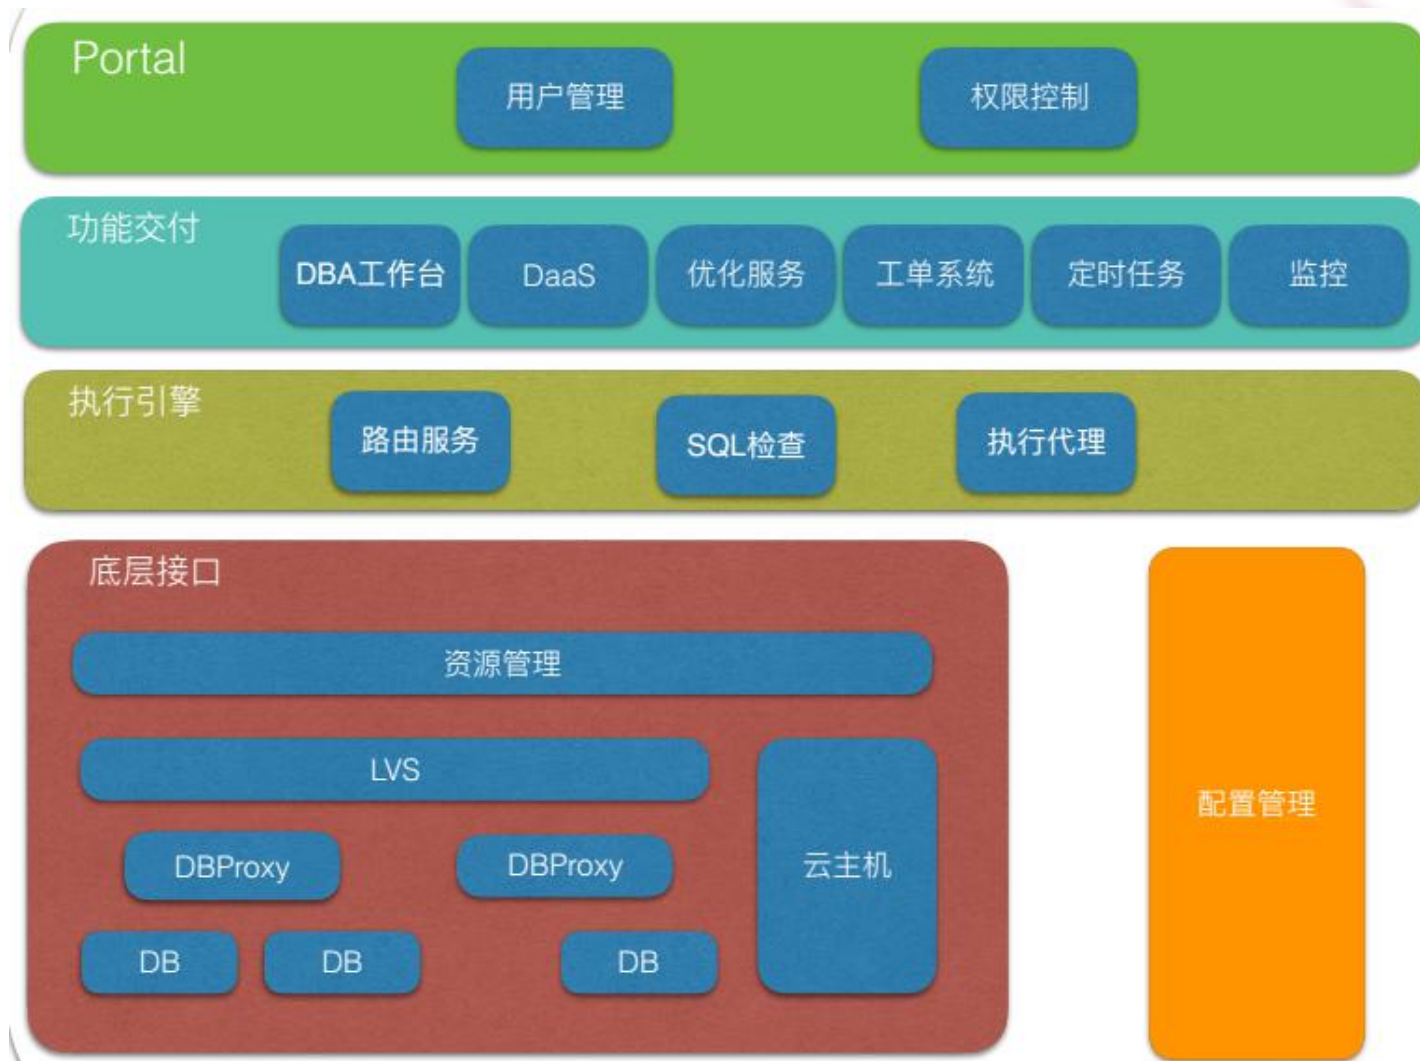 Portal
用户管理
权限控制
功能交付
DBA工作台
DaaS
优化服务
工单系统
定时任务
监控
执行引擎
路由服务
SQL检查
执行代理
底层接口
资源管理
LVS
DBProxy
DBProxy
云主机
DB
DB
DB
配置管理